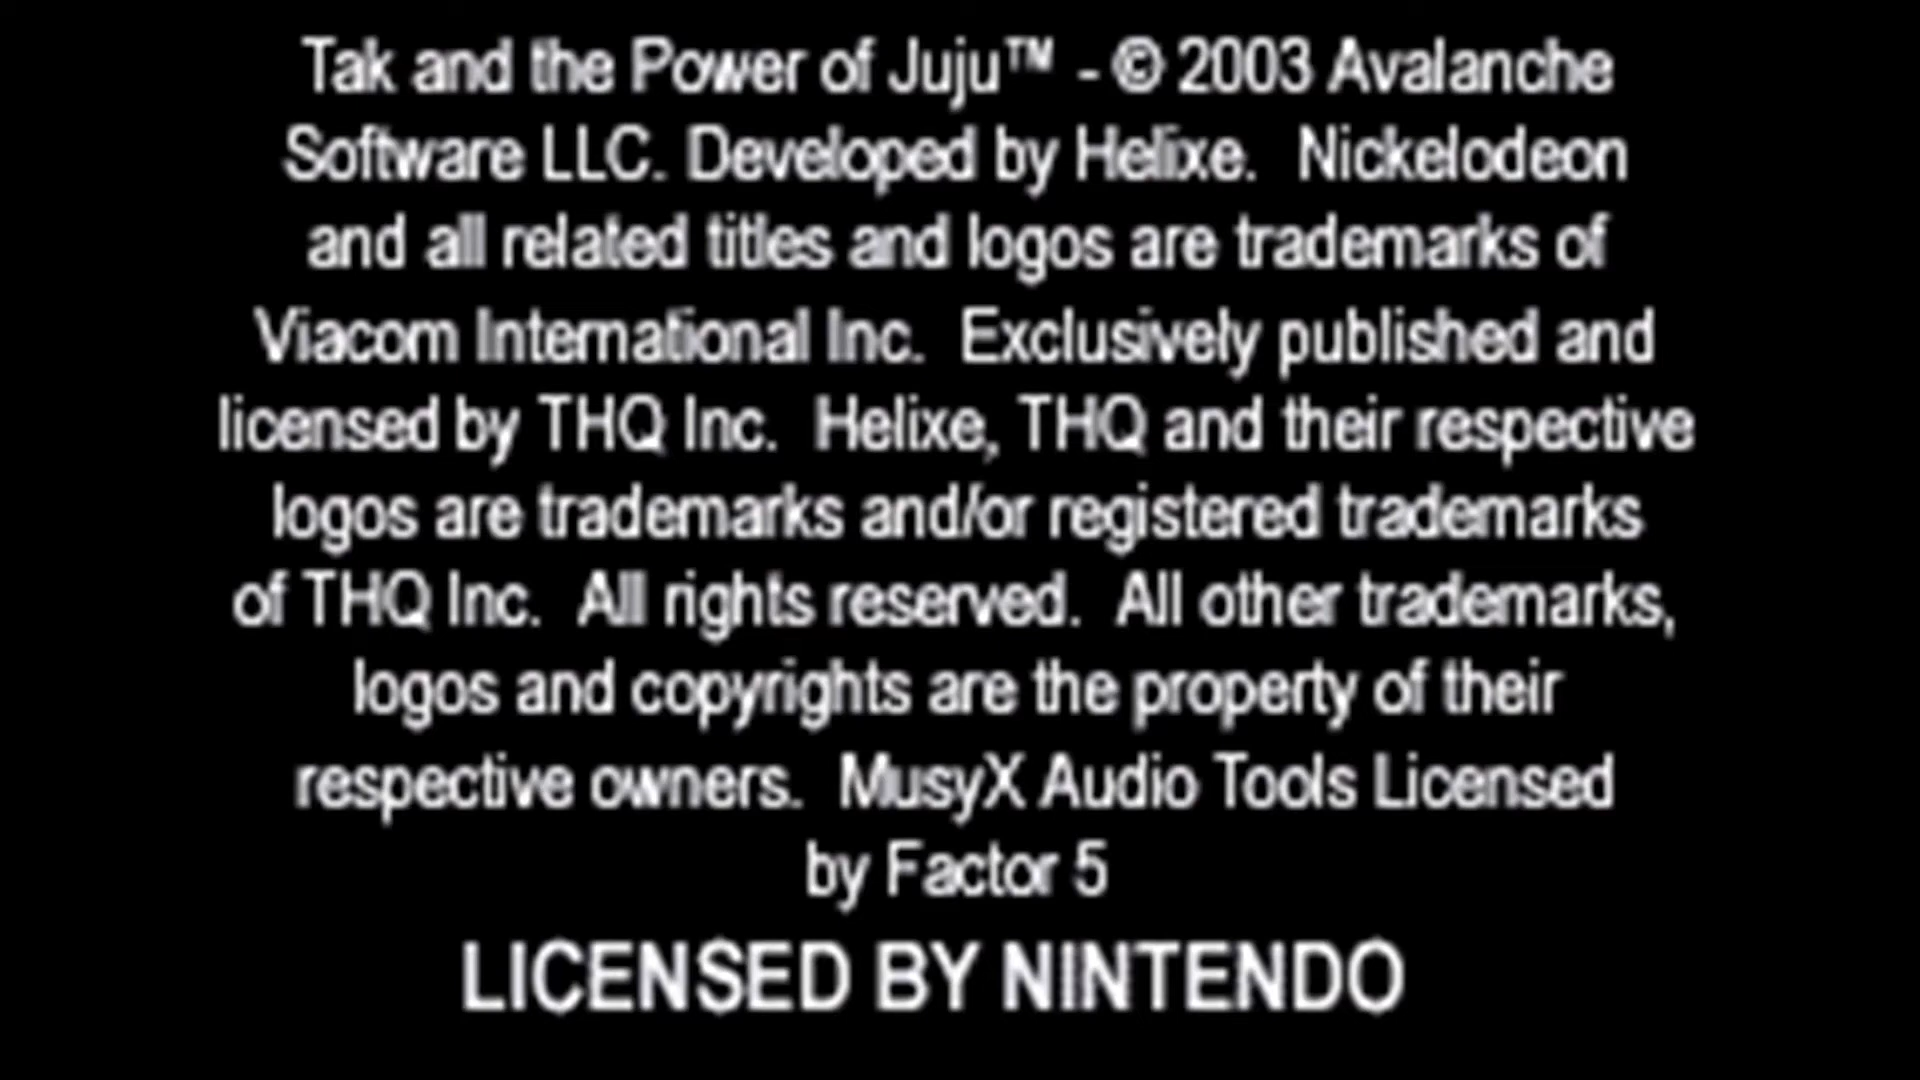 Tak and the Power of Juju™ - © 2003 Avalanche
Software LLC. Developed by Helixe.  Nickelodeon
and all related titles and logos are trademarks of
Viacom International Inc.  Exclusively published and
licensed by THQ Inc.  Helixe, THQ and their respective
logos are trademarks and/or registered trademarks
of THQ Inc.  All rights reserved.  All other trademarks,
logos and copyrights are the property of their
respective owners.  MusyX Audio Tools Licensed
by Factor 5
LICENSED BY NINTENDO